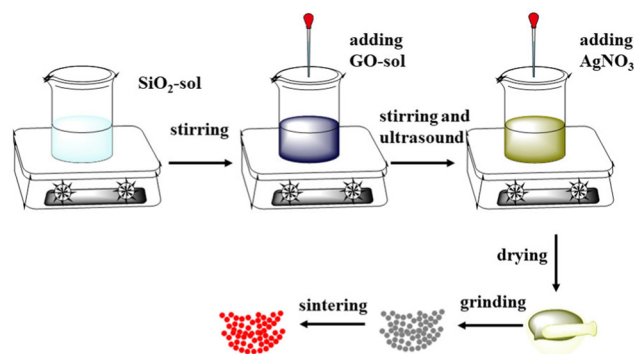 SiO₂-sol
stirring
adding
GO-sol
stirring and
ultrasound
adding
AgNO₃
drying
grinding
sintering